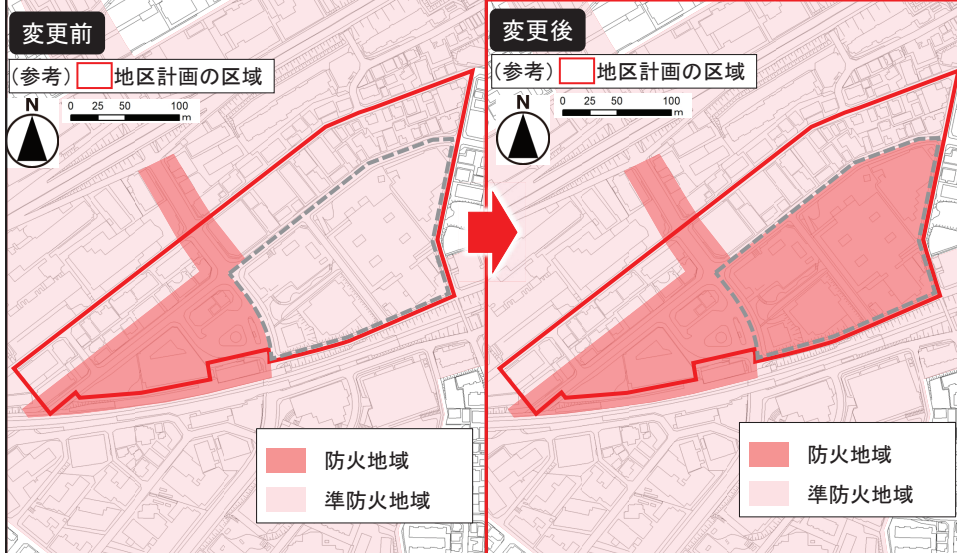 変更前
(参考) 地区計画の区域
N
0 25 50 100
m
防火地域
準防火地域
変更後
(参考) 地区計画の区域
N
0 25 50 100
m
防火地域
準防火地域